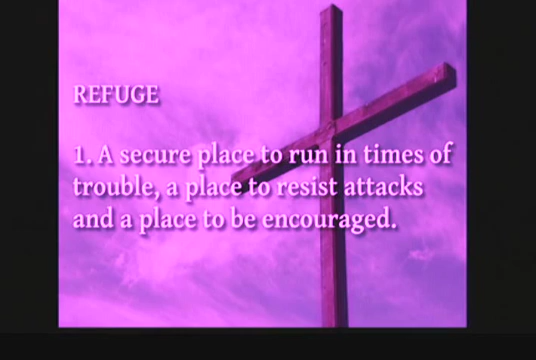 REFUGE
1. A secure place to run in times of
trouble, a place to resist attacks
and a place to be encouraged.